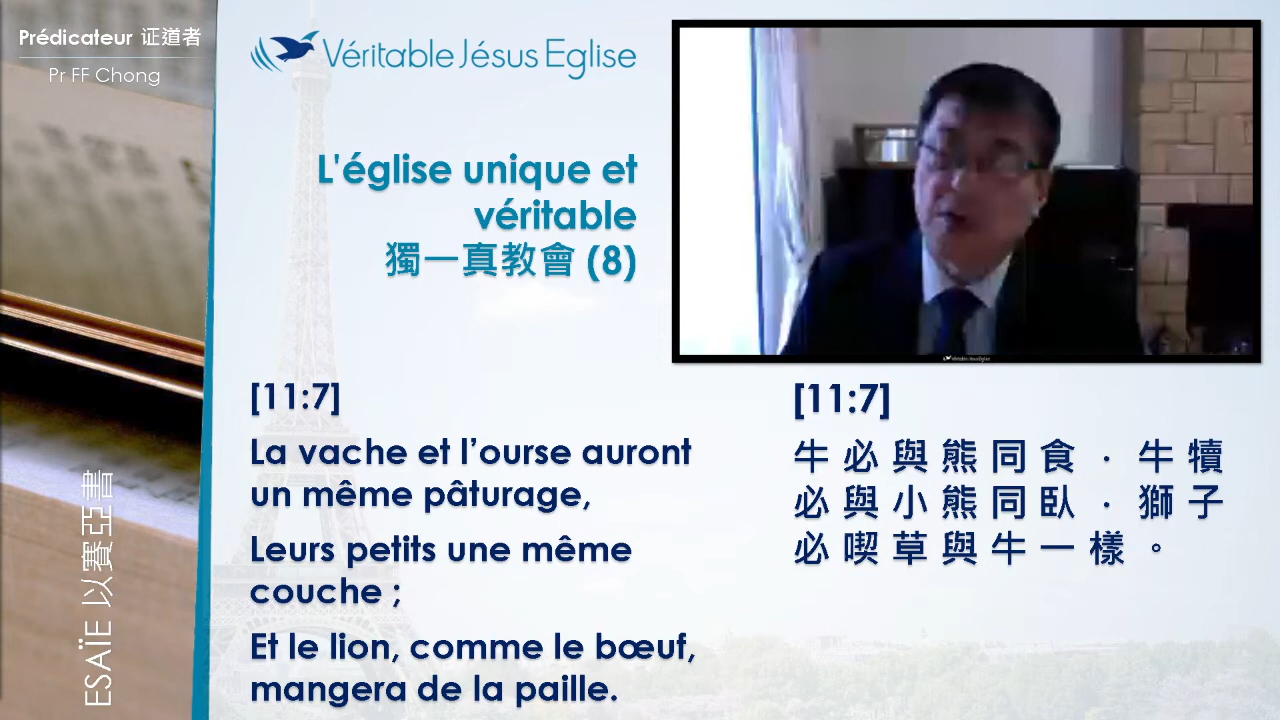 Prédicateur 证道者
Pr FF Chong
Véritable Jésus Eglise
L'église unique et
véritable
獨一真教會 (8)
[11:7]
La vache et l’ourse auront
un même pâturage,
Leurs petits une même
couche ;
Et le lion, comme le bœuf,
mangera de la paille.
[11:7]
牛必與熊同食．牛犢
必與小熊同臥．獅子
必喫草與牛一樣。
ESAÏE 以賽亞書